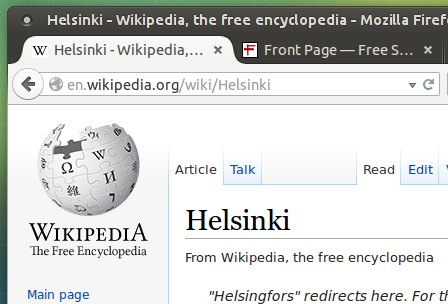 Helsinki - Wikipedia, the free encyclopedia - Mozilla Firef
Helsinki - Wikipedia,...
Front Page — Free S...
en.wikipedia.org/wiki/Helsinki
Article Talk Read Edit
WIKIPEDIA
The Free Encyclopedia
Helsinki
From Wikipedia, the free encyclopedia
"Helsingfors" redirects here. For t
Main page